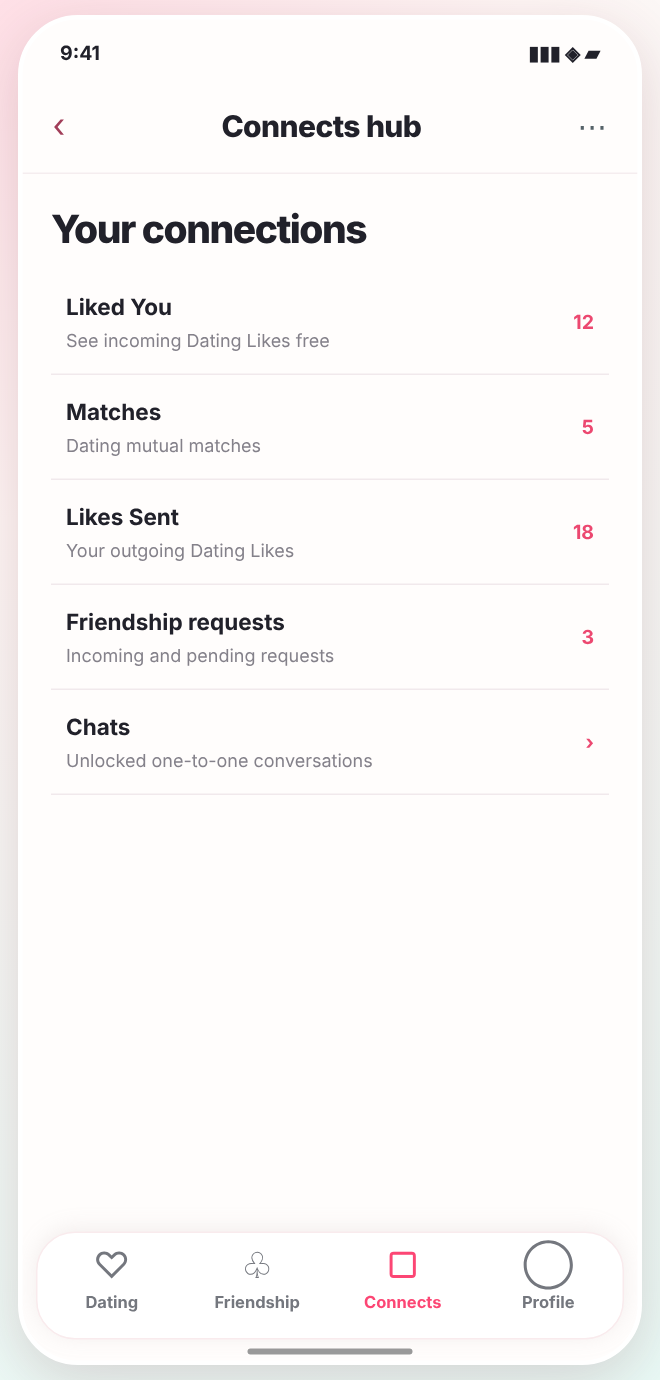 9:41
Connects hub
Your connections
Liked You
See incoming Dating Likes free
12
Matches
Dating mutual matches
5
Likes Sent
Your outgoing Dating Likes
18
Friendship requests
Incoming and pending requests
3
Chats
Unlocked one-to-one conversations
Dating
Friendship
Connects
Profile